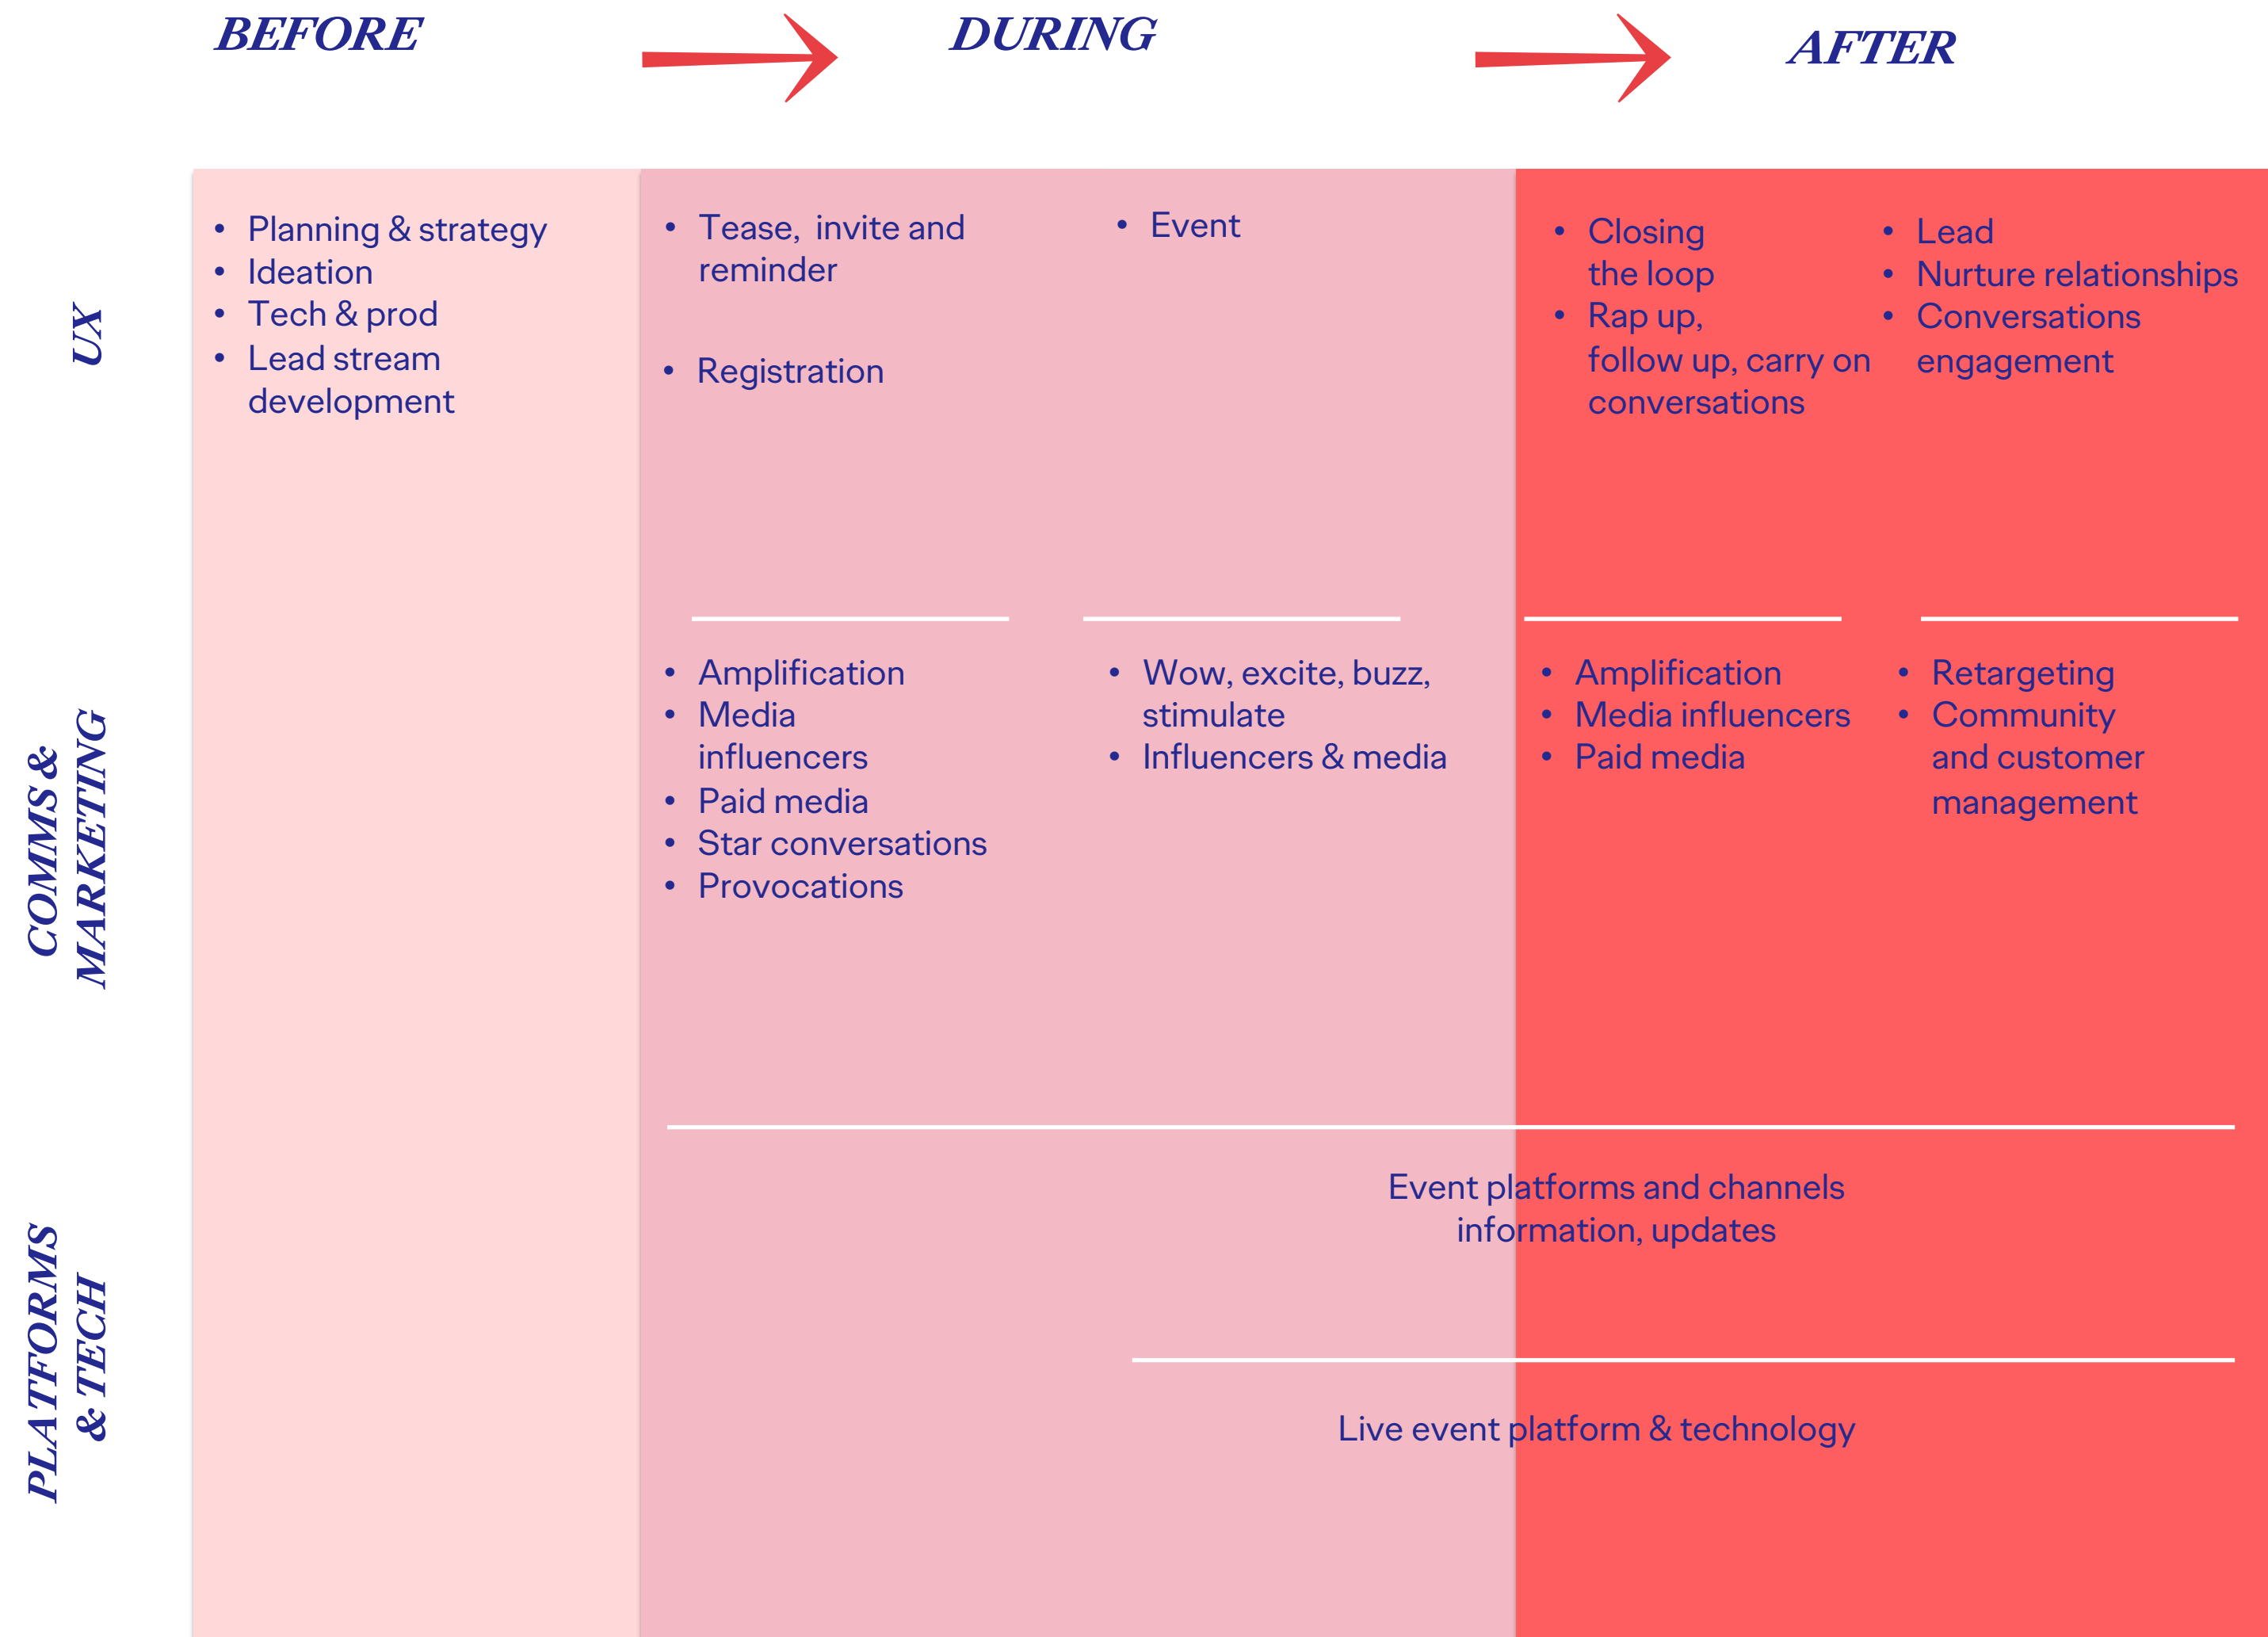 BEFORE
DURING
AFTER
UX
• Planning & strategy
• Ideation
• Tech & prod
• Lead stream
development
• Tease,  invite and
reminder
• Registration
• Event
• Closing
the loop
• Rap up,
follow up, carry on
conversations
• Lead
• Nurture relationships
• Conversations
engagement
COMMS &
MARKETING
• Amplification
• Media
influencers
• Paid media
• Star conversations
• Provocations
• Wow, excite, buzz,
stimulate
• Influencers & media
• Amplification
• Media influencers
• Paid media
• Retargeting
• Community
and customer
management
PLATFORMS
& TECH
Event platforms and channels
information, updates
Live event platform & technology